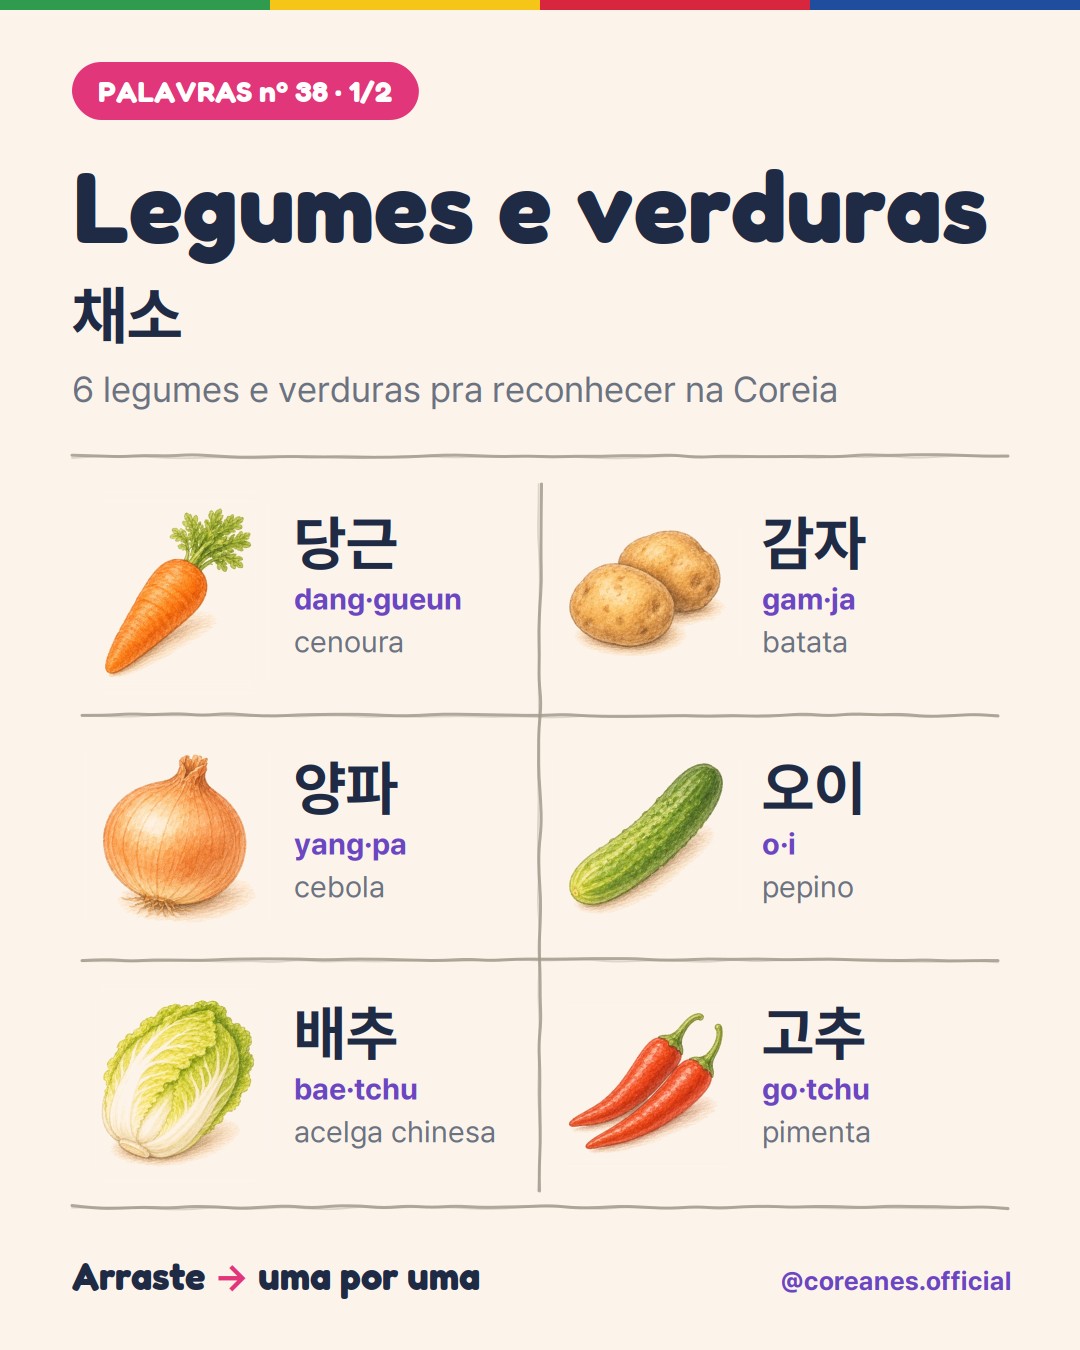 PALAVRAS nº 38 · 1/2
Legumes e verduras
채소
6 legumes e verduras pra reconhecer na Coreia
당근
dang·gueun
cenoura
감자
gam·ja
batata
양파
yang·pa
cebola
오이
o·i
pepino
배추
bae·tchu
acelga chinesa
고추
go·tchu
pimenta
Arraste → uma por uma
@coreanes.official